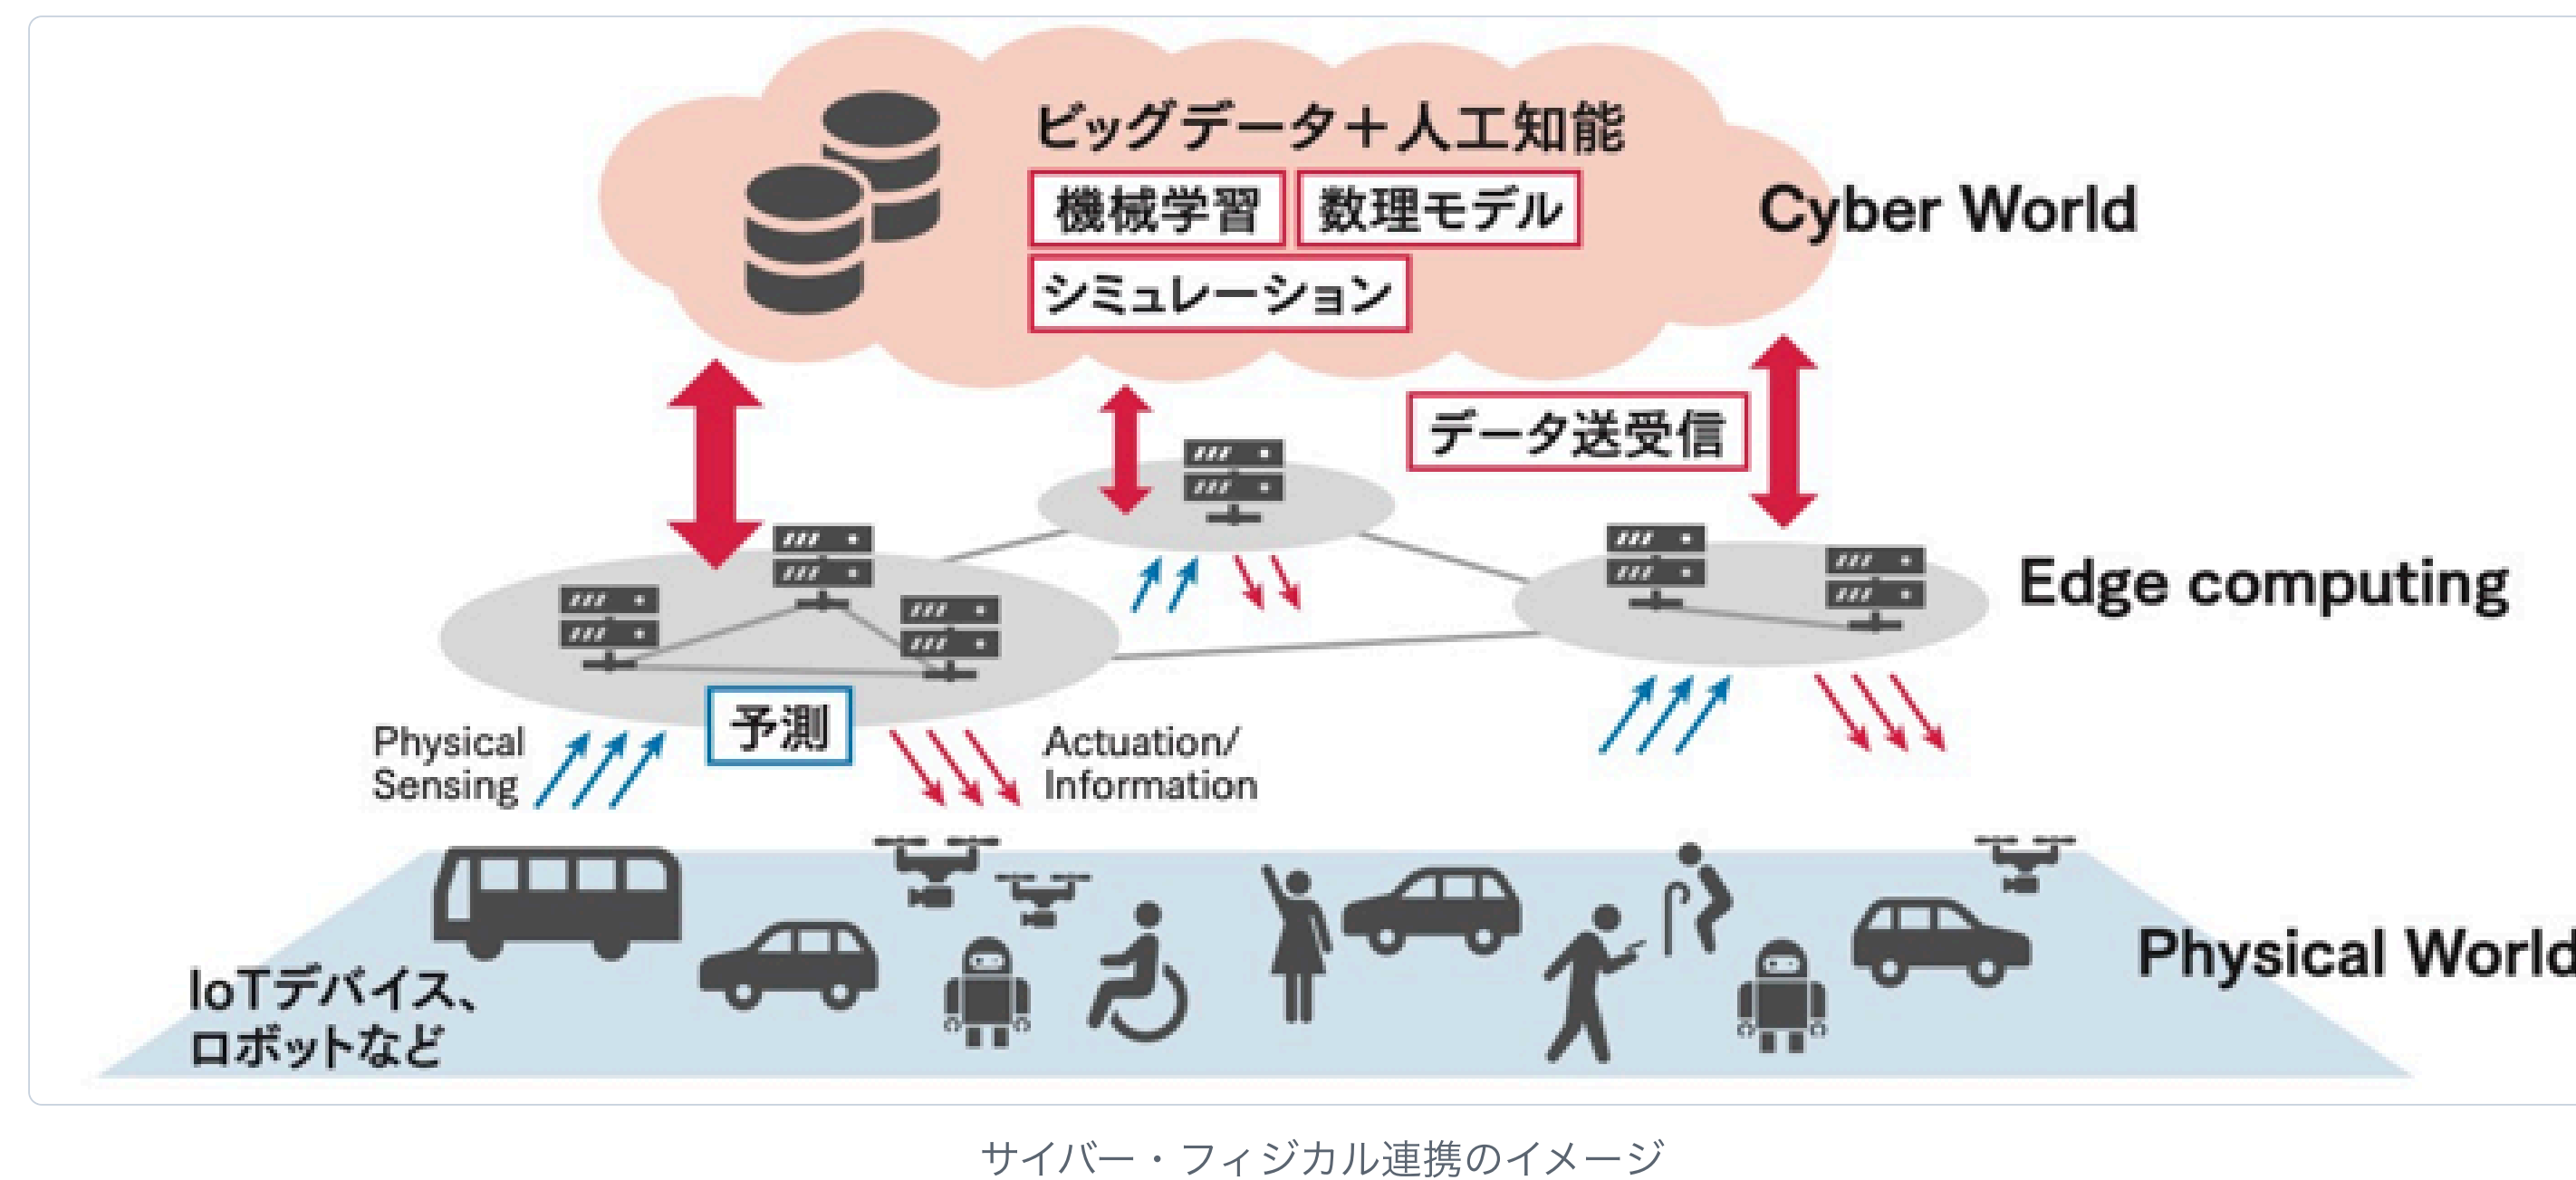 ビッグデータ＋人工知能
機械学習 数理モデル
シミュレーション
Cyber World
データ送受信
Edge computing
予測
Physical
Sensing
Actuation/
Information
IoTデバイス、
ロボットなど
Physical World
サイバー・フィジカル連携のイメージ